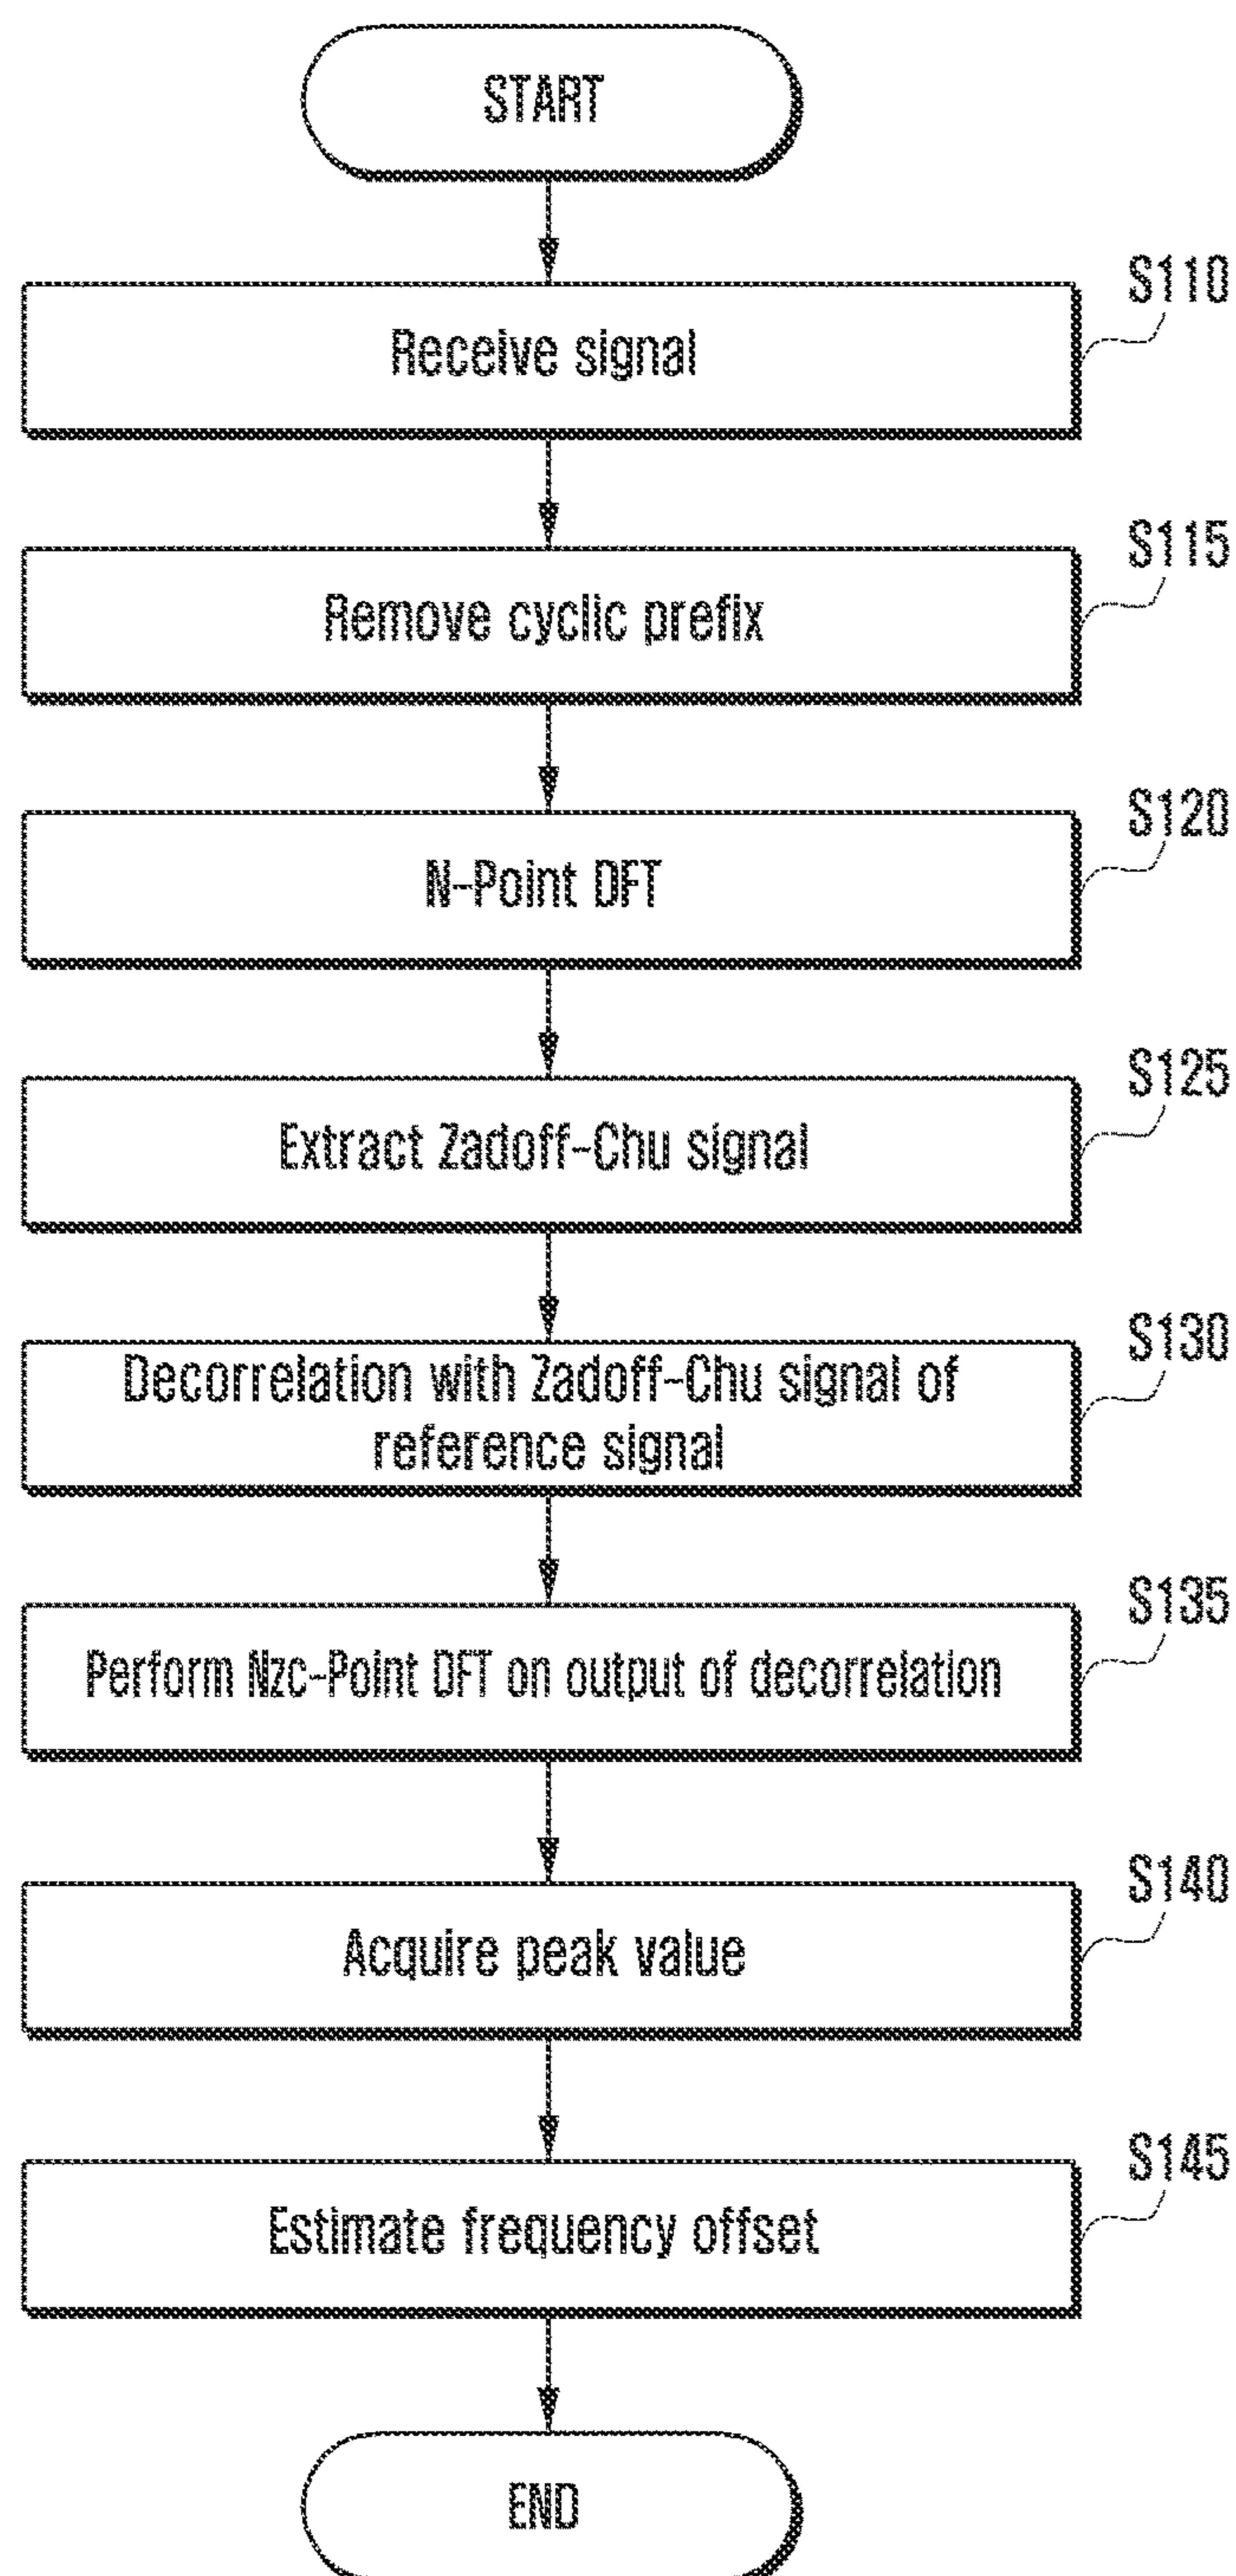 START
S110
Receive signal
S115
Remove cyclic prefix
S120
N-Point DFT
S125
Extract Zadoff-Chu signal
S130
Decorrelation with Zadoff-Chu signal of
reference signal
S135
Perform Nzc-Point DFT on output of decorrelation
S140
Acquire peak value
S145
Estimate frequency offset
END